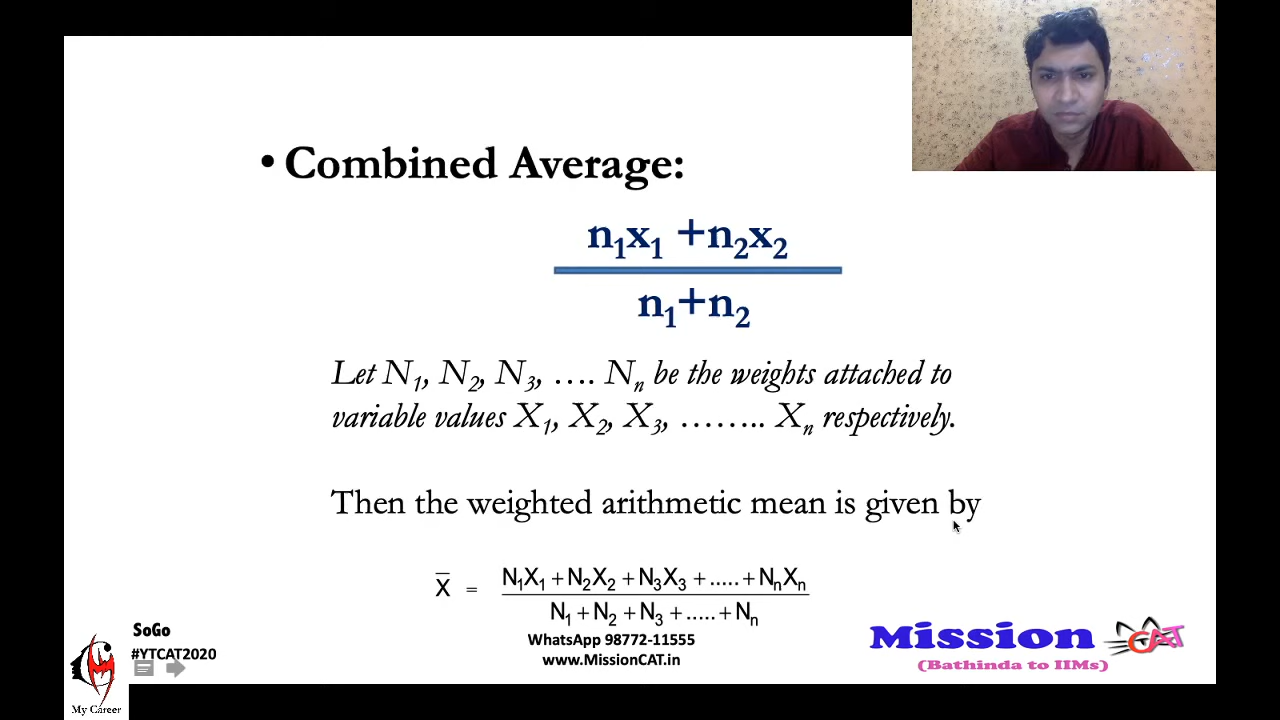 • Combined Average:
n₁x₁ +n₂x₂
n₁+n₂
Let N₁, N₂, N₃, …. Nₙ be the weights attached to
variable values X₁, X₂, X₃, …….. Xₙ respectively.
Then the weighted arithmetic mean is given by
X̄ = N₁X₁ + N₂X₂ + N₃X₃ + ..... + NₙXₙ
N₁ + N₂ + N₃ + ..... + Nₙ
SoGo
#YTCAT2020
WhatsApp 98772-11555
www.MissionCAT.in
Mission CAT
(Bathinda to IIMs)
My Career